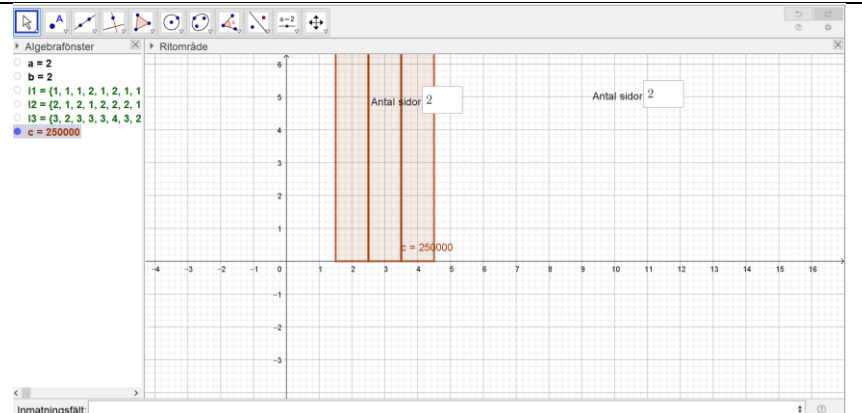 a=2
Algebrafönster
Ritområde
a = 2
b = 2
l1 = {1, 1, 1, 2, 1, 2, 1, 1
l2 = {2, 1, 2, 1, 2, 2, 2, 1
l3 = {3, 2, 3, 3, 3, 4, 3, 2
c = 250000
6
5
4
3
2
1
0
−1
−2
−3
Antal sidor 2
Antal sidor 2
c = 250000
−4 −3 −2 −1 0 1 2 3 4 5 6 7 8 9 10 11 12 13 14 15 16
Inmatningsfält: